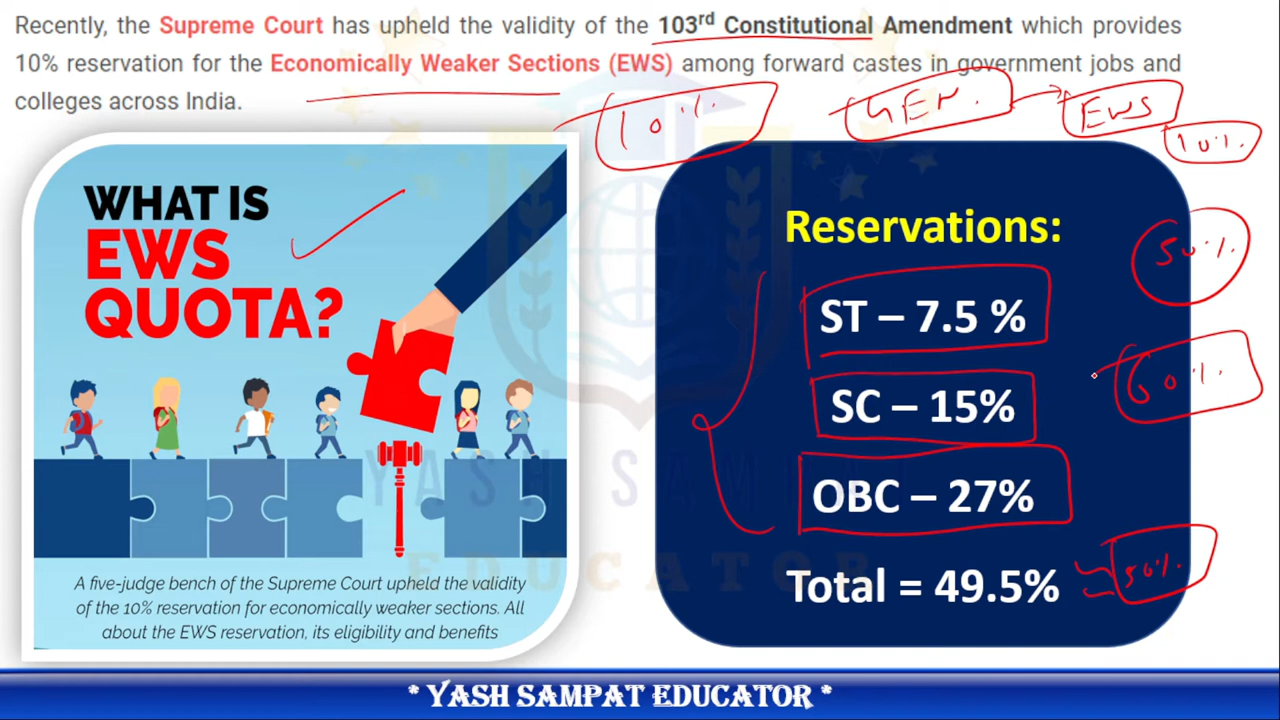 Recently, the Supreme Court has upheld the validity of the 103rd Constitutional Amendment which provides
10% reservation for the Economically Weaker Sections (EWS) among forward castes in government jobs and
colleges across India.
10%
GEN.
EWS
10%
WHAT IS
EWS
QUOTA?
A five-judge bench of the Supreme Court upheld the validity
of the 10% reservation for economically weaker sections. All
about the EWS reservation, its eligibility and benefits
Reservations:
ST – 7.5 %
SC – 15%
OBC – 27%
Total = 49.5%
50%
60%
50%
YASH SAMPAT
EDUCATOR
* YASH SAMPAT EDUCATOR *